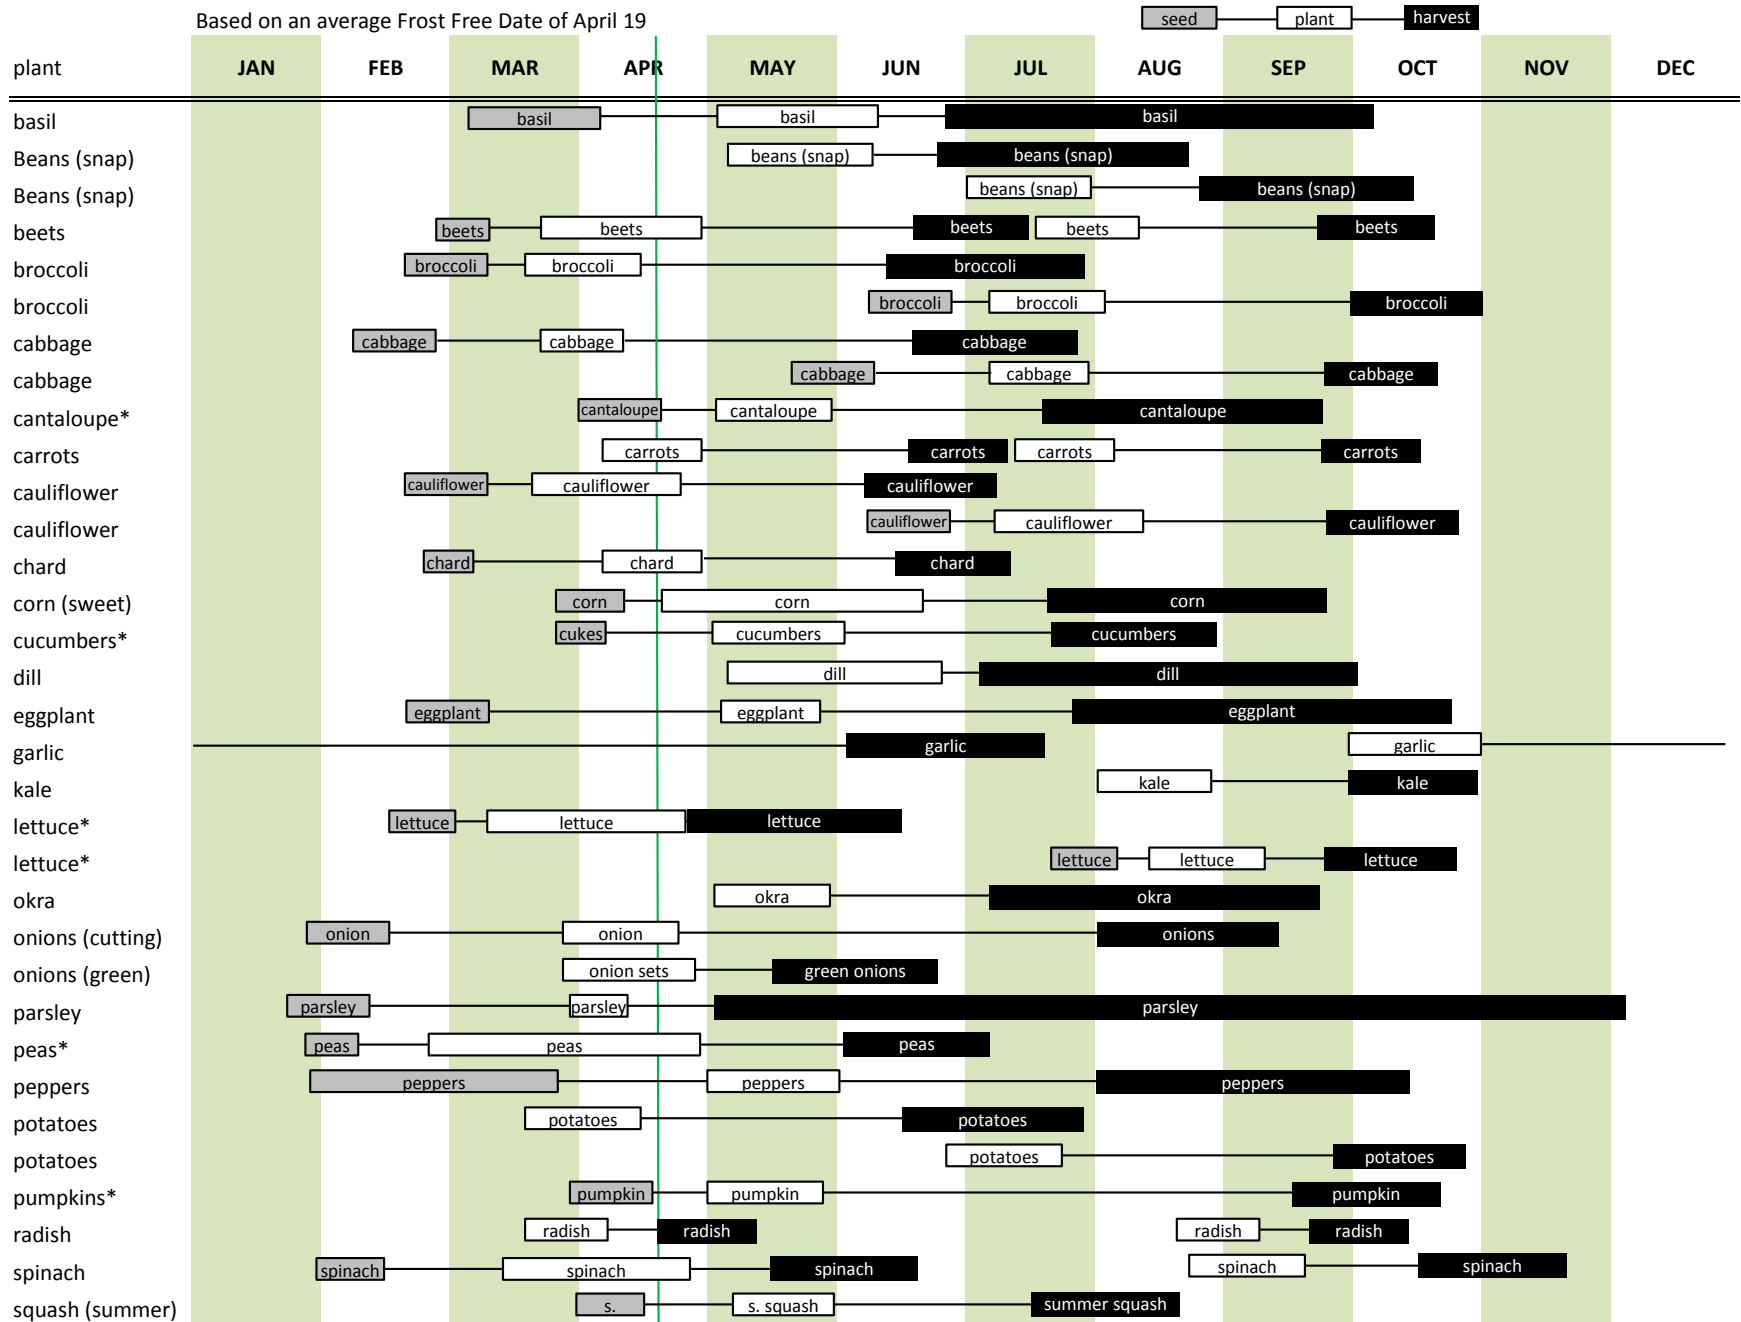 Based on an average Frost Free Date of April 19 seed plant harvest
plant JAN FEB MAR APR MAY JUN JUL AUG SEP OCT NOV DEC
basil basil basil basil
Beans (snap) beans (snap) beans (snap)
Beans (snap) beans (snap) beans (snap)
beets beets beets beets beets beets
broccoli broccoli broccoli broccoli
broccoli broccoli broccoli broccoli
cabbage cabbage cabbage cabbage
cabbage cabbage cabbage cabbage
cantaloupe* cantaloupe cantaloupe cantaloupe
carrots carrots carrots carrots carrots
cauliflower cauliflower cauliflower cauliflower
cauliflower cauliflower cauliflower cauliflower
chard chard chard chard
corn (sweet) corn corn corn
cucumbers* cukes cucumbers cucumbers
dill dill dill
eggplant eggplant eggplant eggplant
garlic garlic garlic
kale kale kale
lettuce* lettuce lettuce lettuce
lettuce* lettuce lettuce lettuce
okra okra okra
onions (cutting) onion onion onions
onions (green) onion sets green onions
parsley parsley parsley parsley
peas* peas peas peas
peppers peppers peppers peppers
potatoes potatoes potatoes
potatoes potatoes potatoes
pumpkins* pumpkin pumpkin pumpkin
radish radish radish radish radish
spinach spinach spinach spinach spinach spinach
squash (summer) s. s. squash summer squash